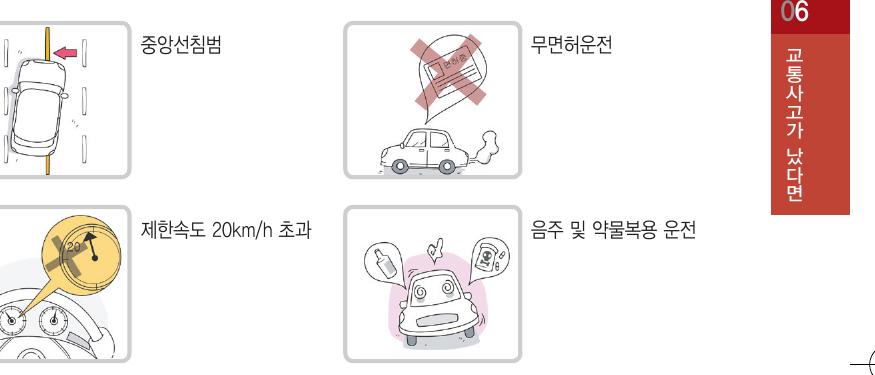 중앙선침범
무면허운전
면허증
제한속도 20km/h 초과
20
음주 및 약물복용 운전
06
교통사고가 났다면